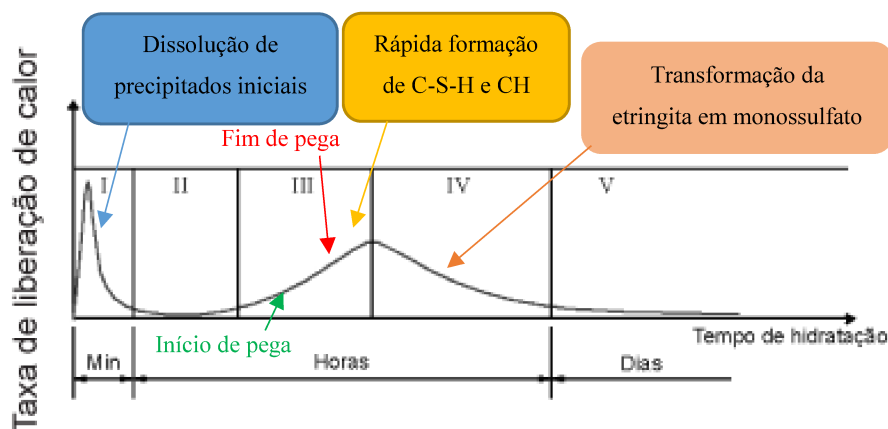 Taxa de liberação de calor
Dissolução de
precipitados iniciais
Rápida formação
de C-S-H e CH
Transformação da
etringita em monossulfato
Fim de pega
I
II
III
IV
V
Início de pega
Tempo de hidratação
Min
Horas
Dias